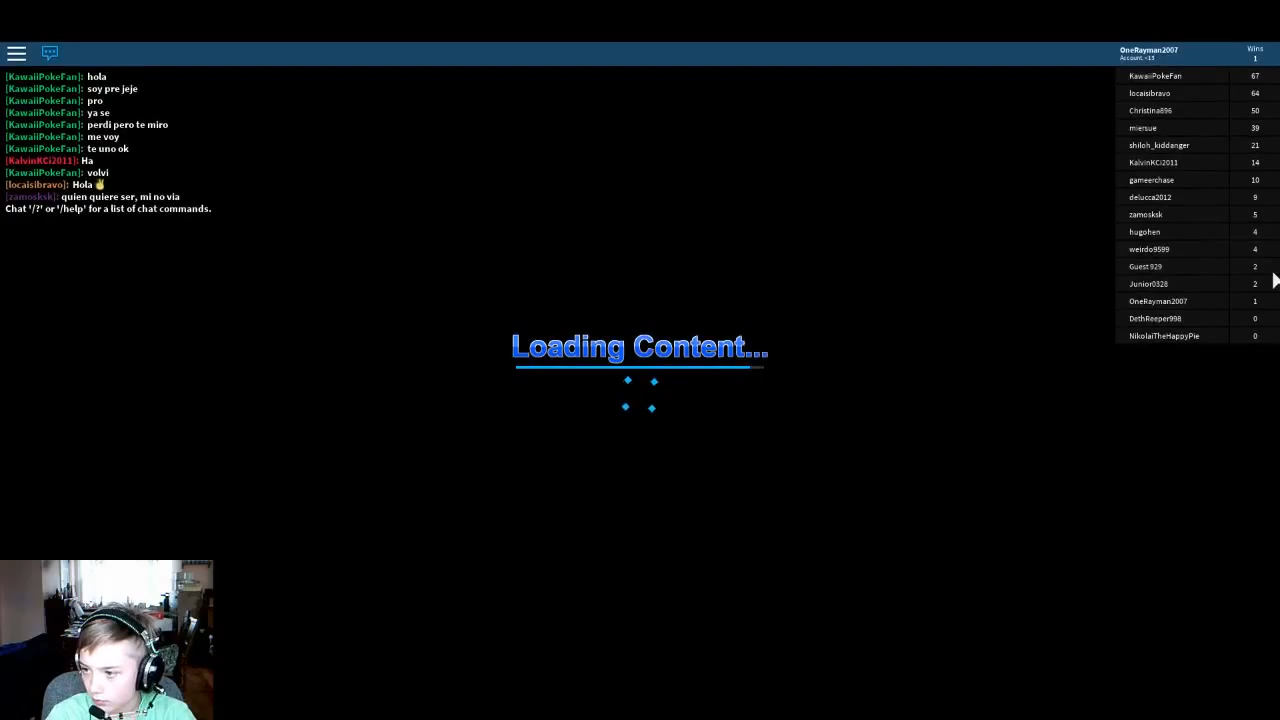 OneRayman2007
Account: <13
Wins
1
[KawaiiPokeFan]: hola
[KawaiiPokeFan]: soy pre jeje
[KawaiiPokeFan]: pro
[KawaiiPokeFan]: ya se
[KawaiiPokeFan]: perdi pero te miro
[KawaiiPokeFan]: me voy
[KawaiiPokeFan]: te uno ok
[KalvinKCi2011]: Ha
[KawaiiPokeFan]: volvi
[locaisibravo]: Hola ✌
[zamosksk]: quien quiere ser, mi no via
Chat '/?' or '/help' for a list of chat commands.
KawaiiPokeFan 67
locaisibravo 64
Christina896 50
miersue 39
shiloh_kiddanger 21
KalvinKCi2011 14
gameerchase 10
delucca2012 9
zamosksk 5
hugohen 4
weirdo9599 4
Guest 929 2
Junior0328 2
OneRayman2007 1
DethReeper998 0
NikolaiTheHappyPie 0
Loading Content...